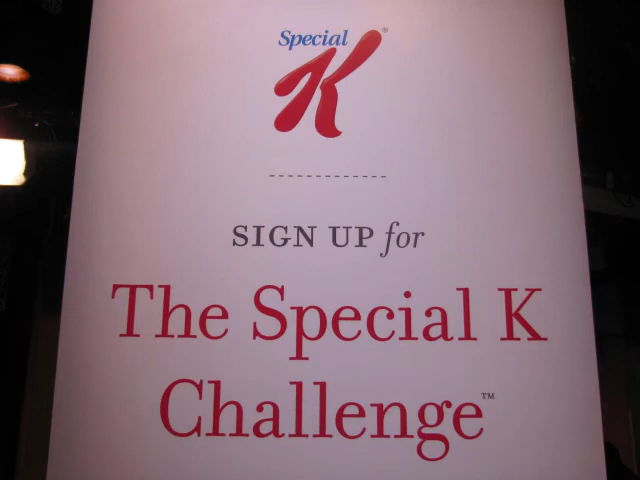 Special
K®
SIGN UP for
The Special K
Challenge™